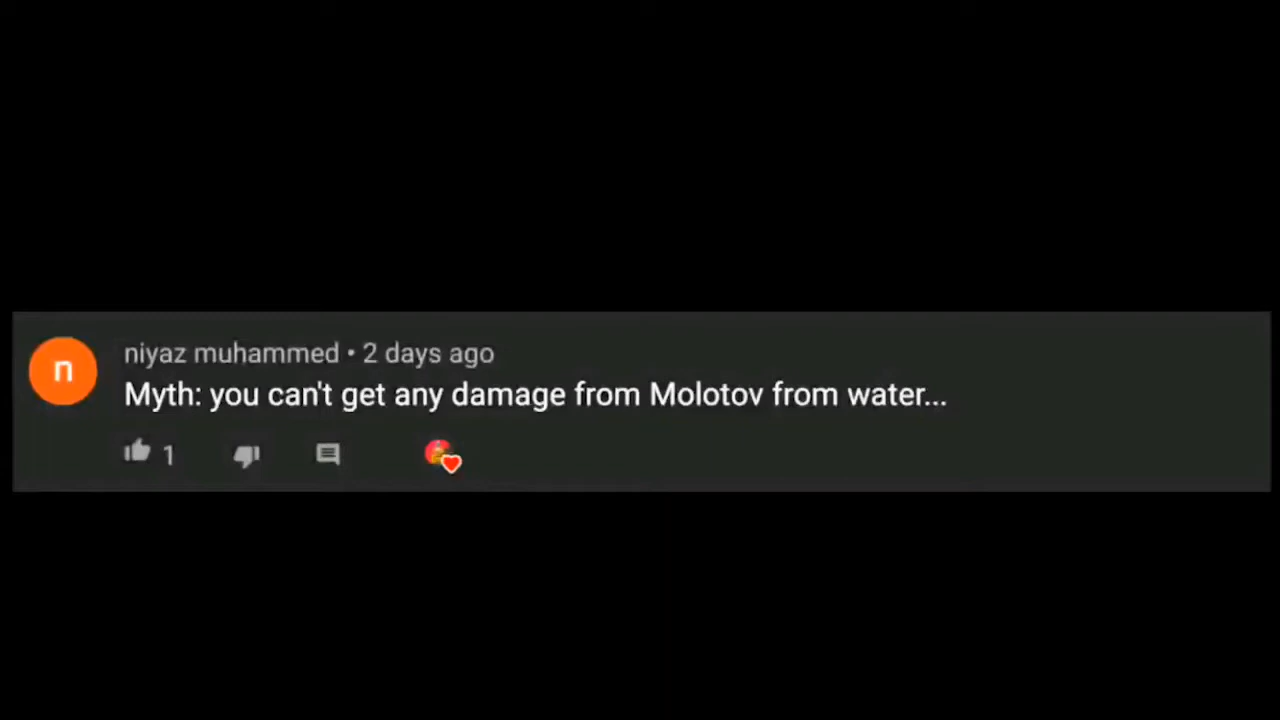 n
niyaz muhammed • 2 days ago
Myth: you can't get any damage from Molotov from water...
1